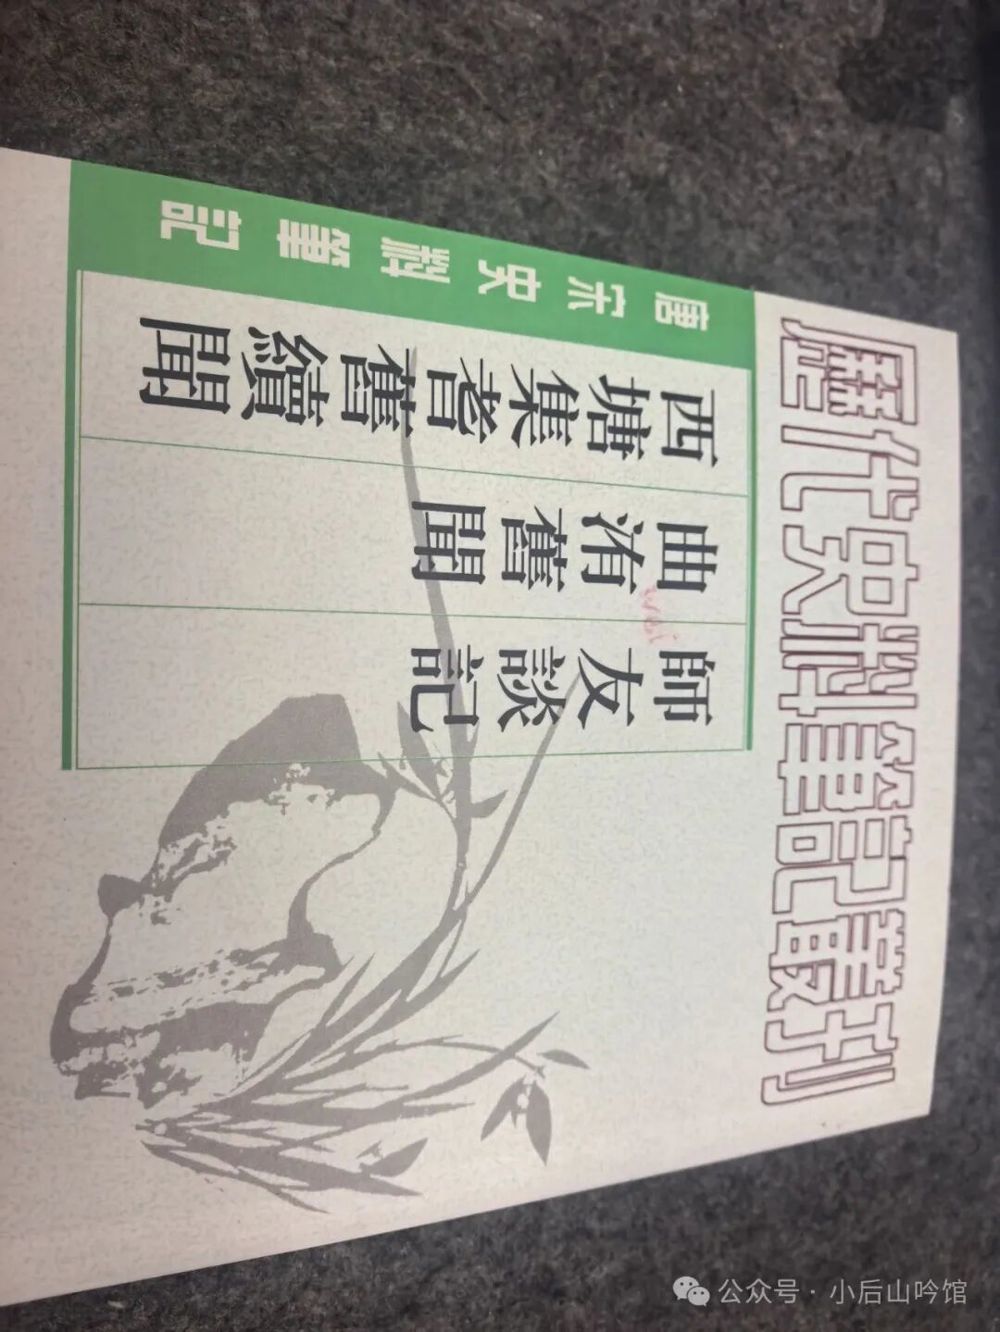 歷代史料筆記叢刊
唐宋史料筆記
師友談記
曲洧舊聞
西塘集耆舊續聞
公众号·小后山吟馆